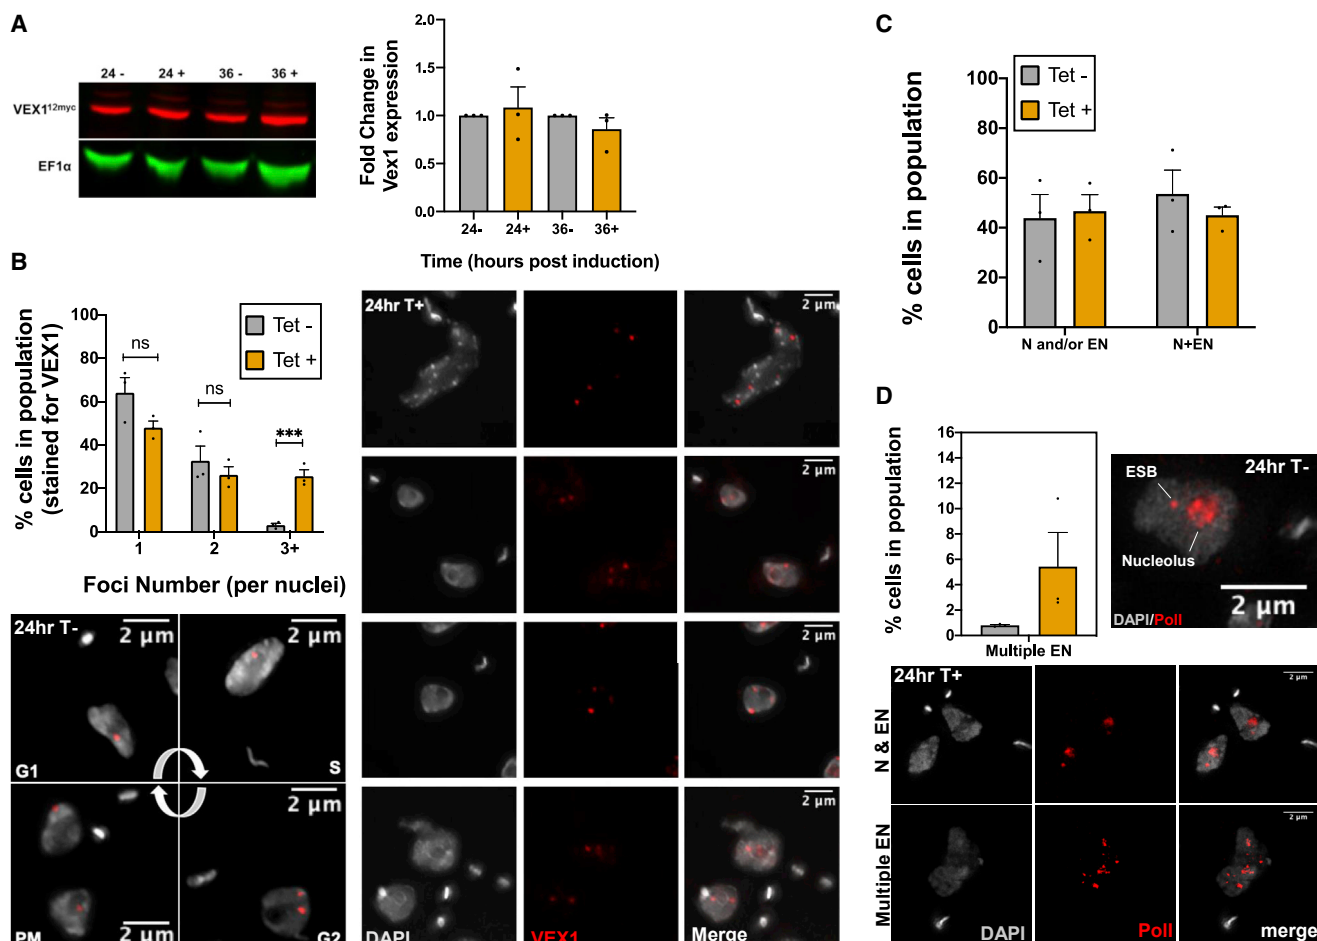 A
24 -
24 +
36 -
36 +
VEX1¹²ᵐʸᶜ
EF1α
Fold Change in
Vex1 expression
2.0
1.5
1.0
0.5
0.0
24-
24+
36-
36+
Time (hours post induction)
B
% cells in population
(stained for VEX1)
100
80
60
40
20
0
ns
ns
***
Tet -
Tet +
1
2
3+
Foci Number (per nuclei)
24hr T-
2 µm
2 µm
G1
S
2 µm
2 µm
PM
G2
24hr T+
2 µm
2 µm
2 µm
2 µm
DAPI
VEX1
Merge
C
% cells in population
100
80
60
40
20
0
Tet -
Tet +
N and/or EN
N+EN
D
% cells in population
16
14
12
10
8
6
4
2
0
Multiple EN
24hr T-
ESB
Nucleolus
2 µm
DAPI/PolI
24hr T+
N & EN
2 µm
Multiple EN
2 µm
DAPI
PolI
merge